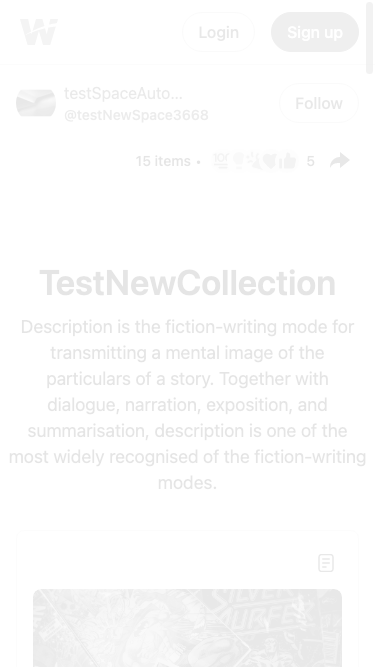 Login
Sign up
testSpaceAuto...
@testNewSpace3668
Follow
15 items •
5
TestNewCollection
Description is the fiction-writing mode for
transmitting a mental image of the
particulars of a story. Together with
dialogue, narration, exposition, and
summarisation, description is one of the
most widely recognised of the fiction-writing
modes.
SILVER
SURFER